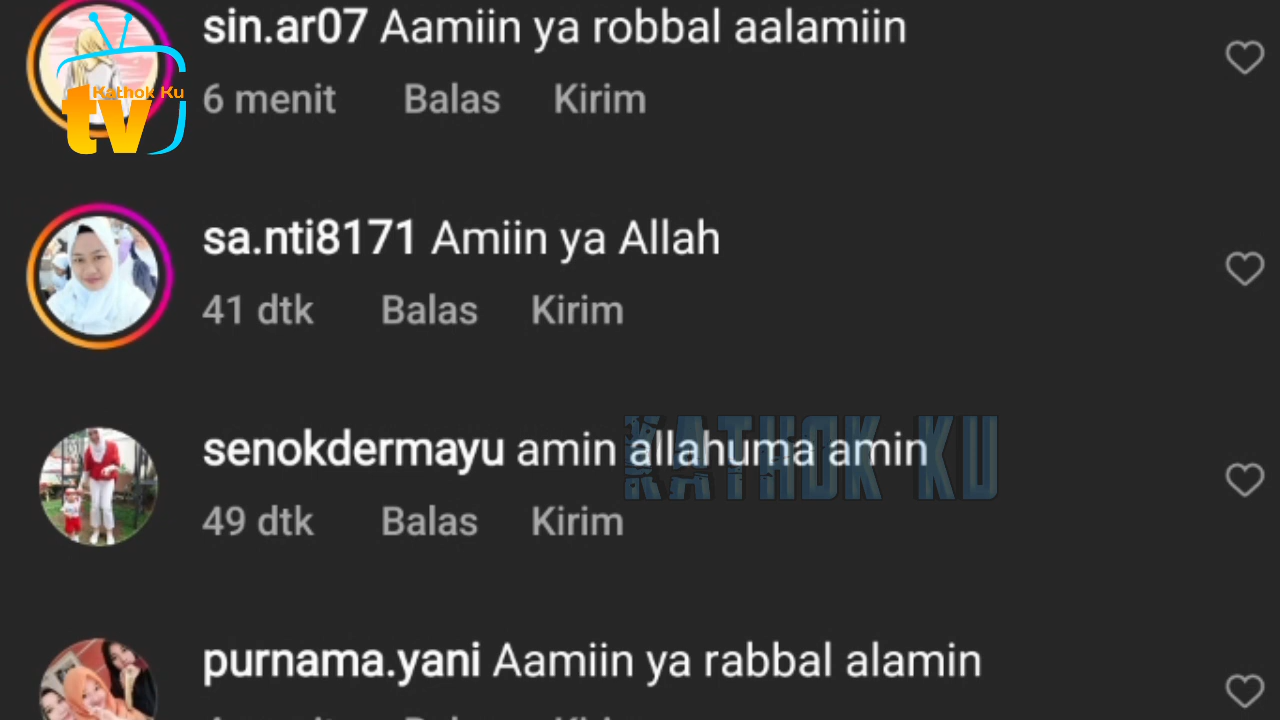 sin.ar07 Aamiin ya robbal aalamiin
Kathok Ku
tv
6 menit Balas Kirim
sa.nti8171 Amiin ya Allah
41 dtk Balas Kirim
senokdermayu amin allahuma amin
KATHOK KU
49 dtk Balas Kirim
purnama.yani Aamiin ya rabbal alamin